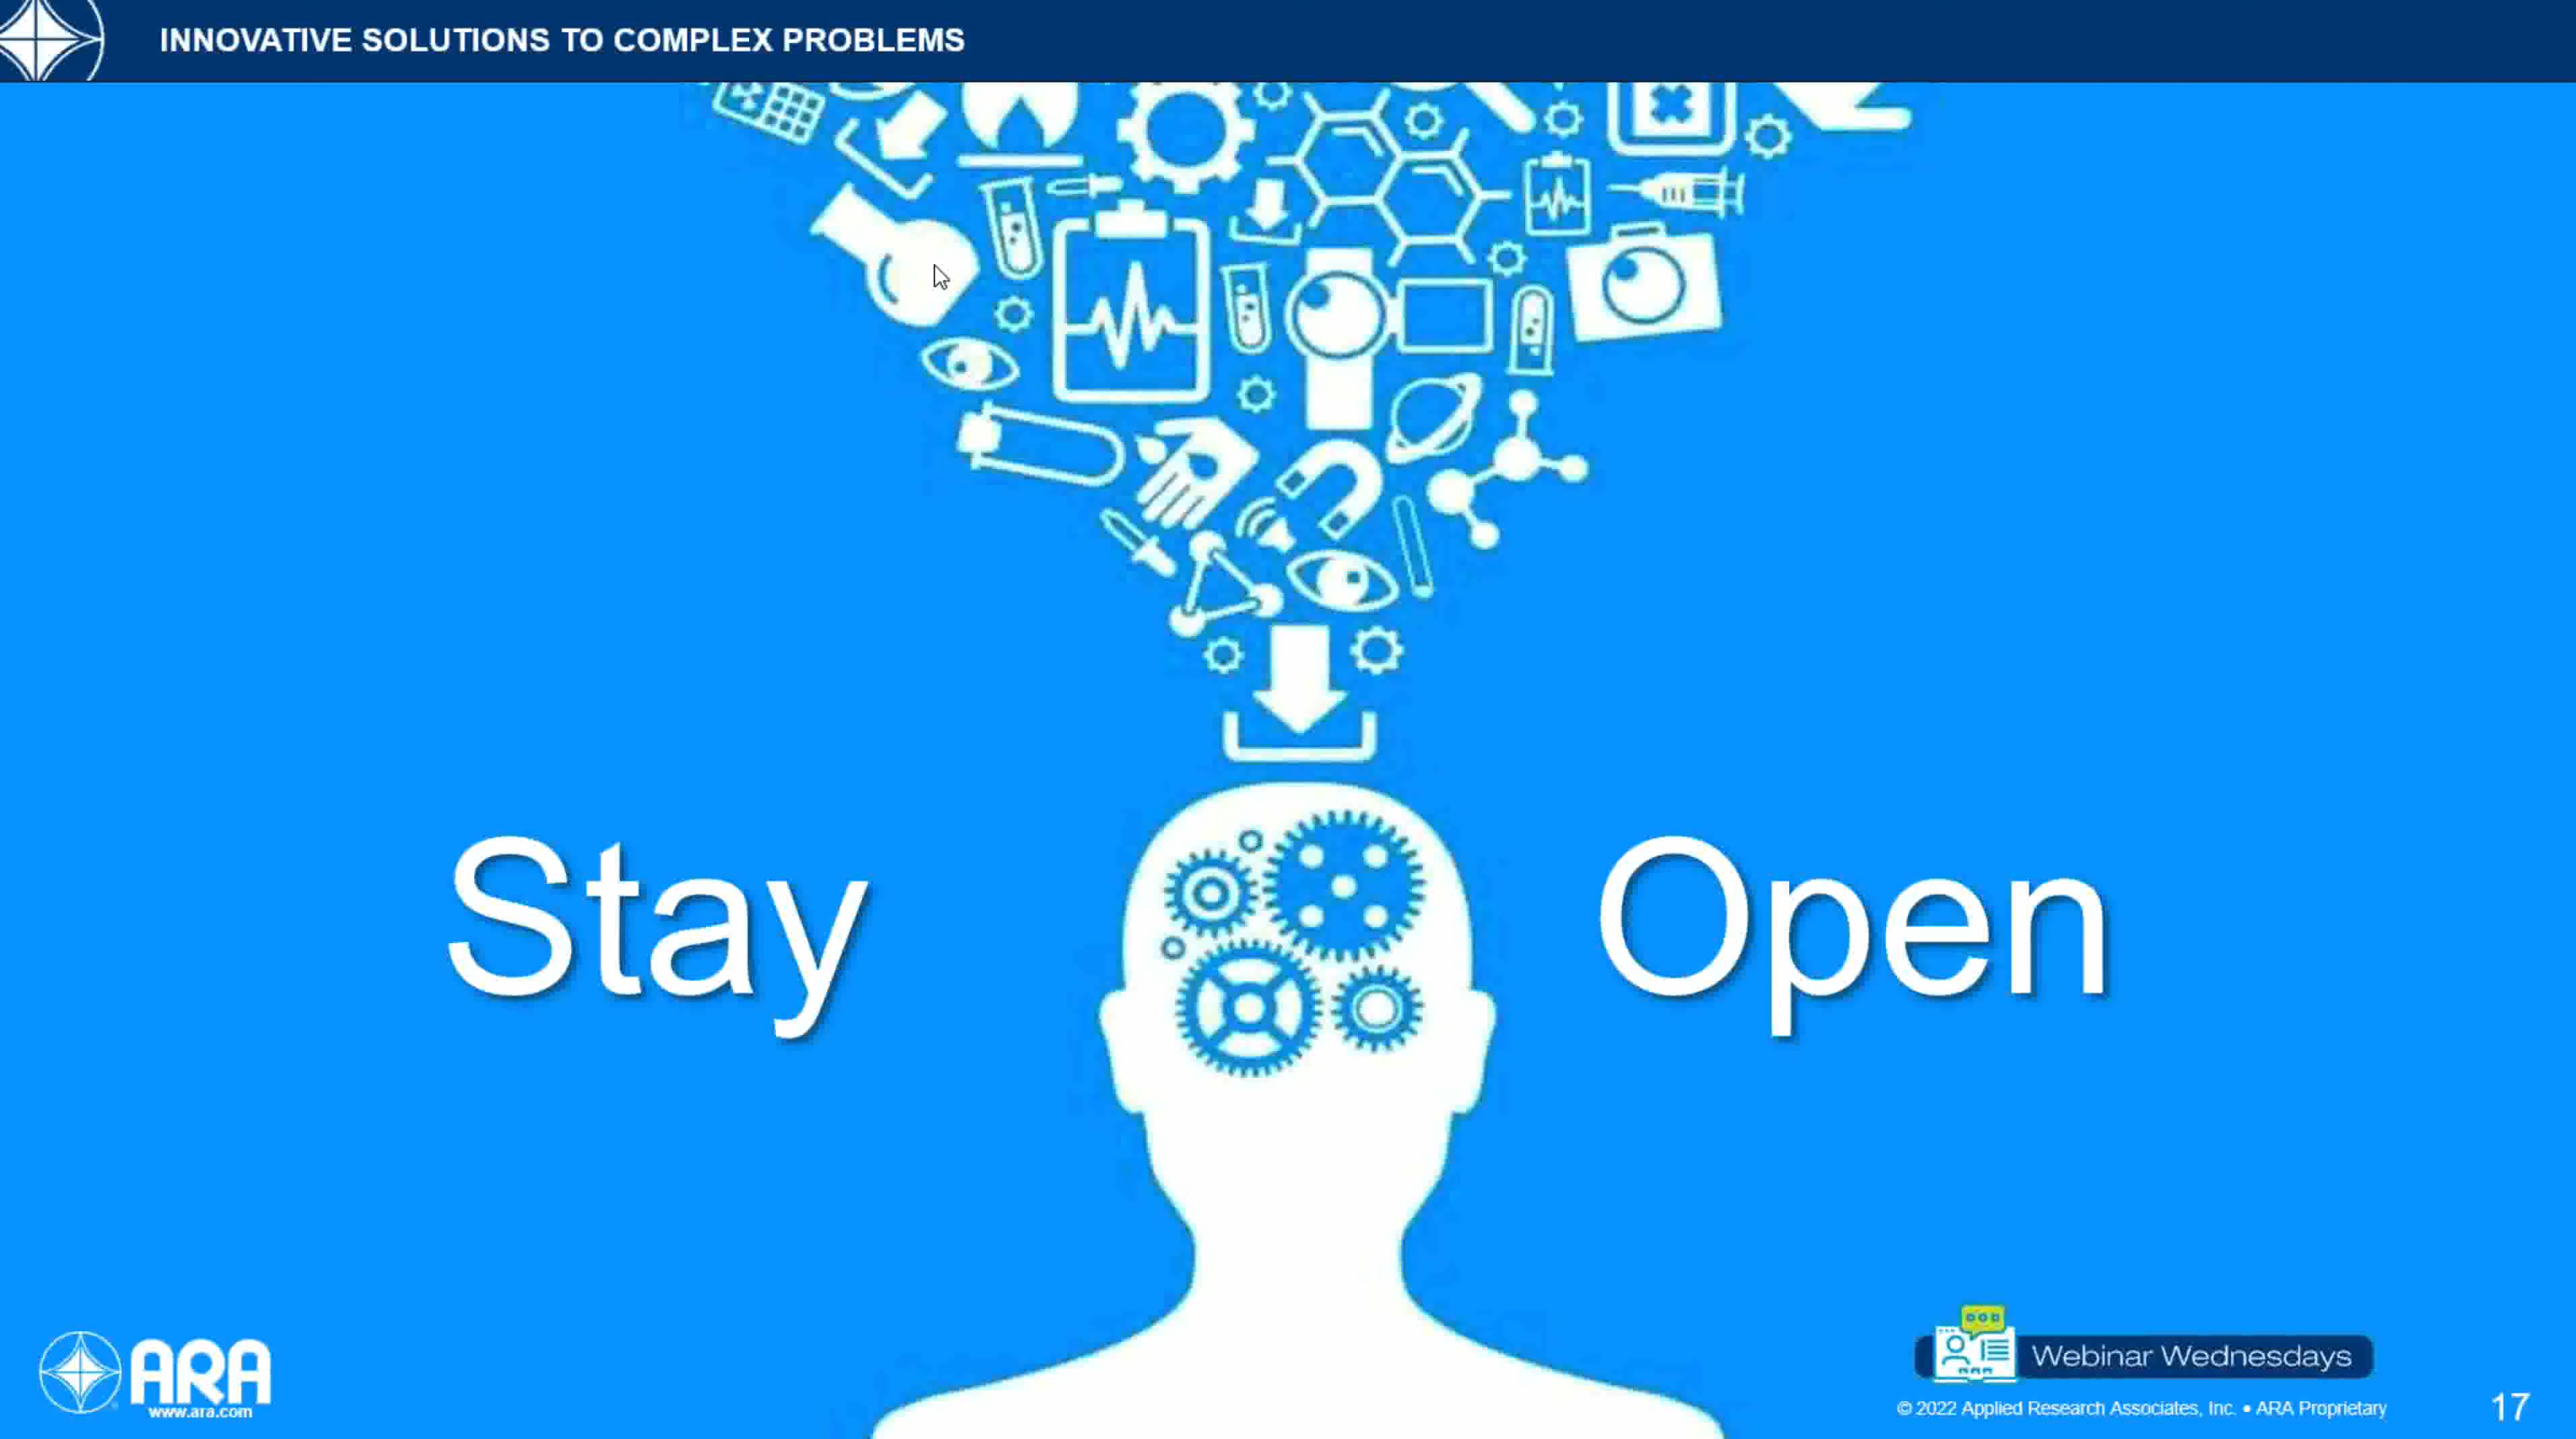 INNOVATIVE SOLUTIONS TO COMPLEX PROBLEMS
Stay Open
ARA
www.ara.com
Webinar Wednesdays
© 2022 Applied Research Associates, Inc. • ARA Proprietary
17